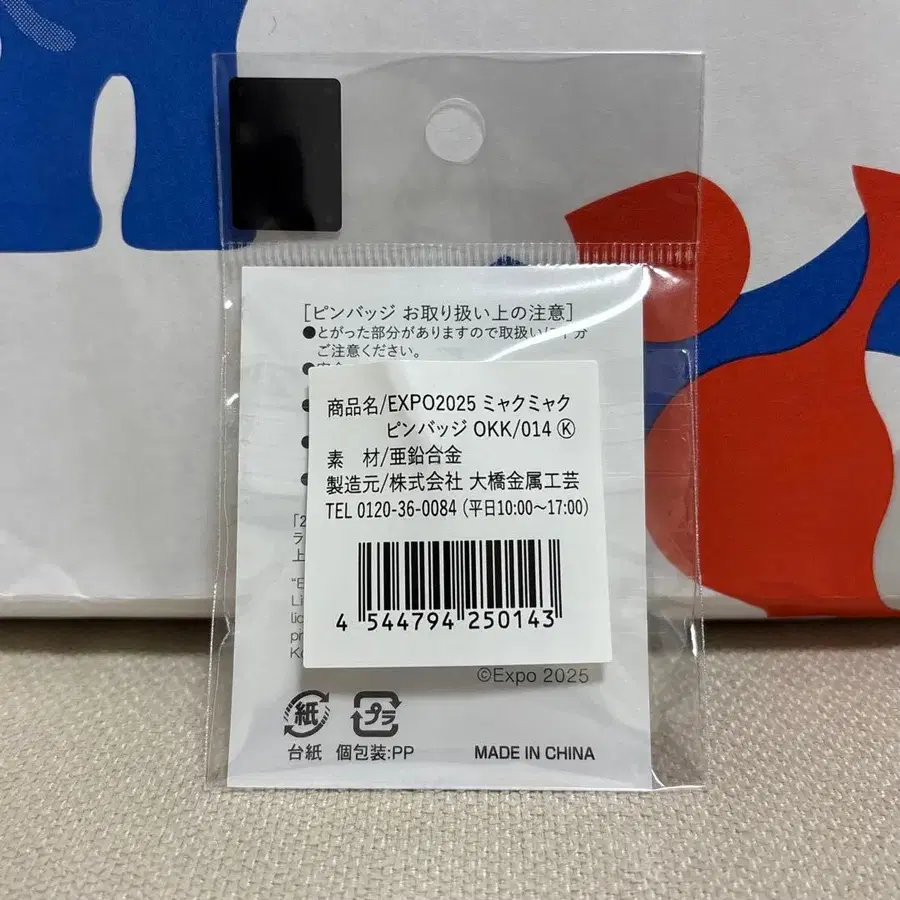 [ピンバッジ お取り扱い上の注意]
●とがった部分がありますので取扱いに十分
ご注意ください。
商品名/EXPO2025 ミャクミャク
ピンバッジ OKK/014 Ⓚ
素 材/亜鉛合金
製造元/株式会社 大橋金属工芸
TEL 0120-36-0084 (平日10:00〜17:00)
4 544794 250143
©Expo 2025
紙
プラ
台紙 個包装:PP
MADE IN CHINA